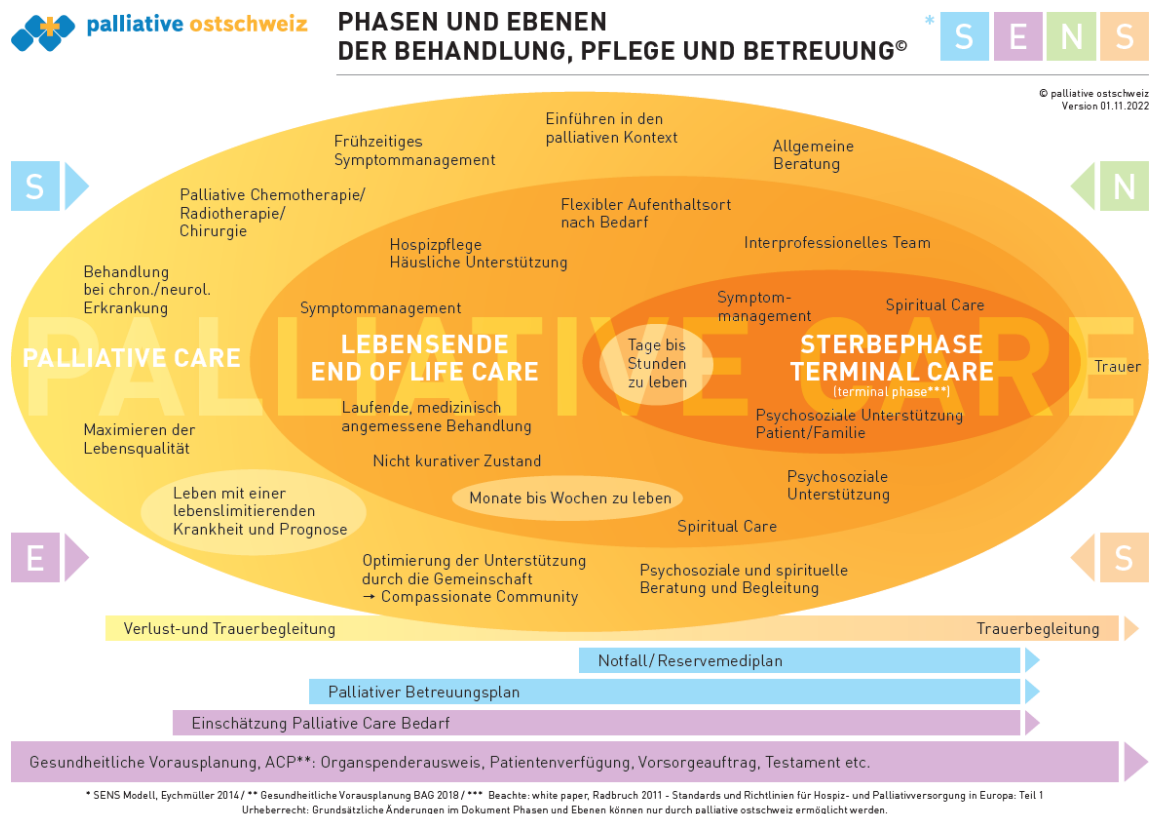 palliative ostschweiz
PHASEN UND EBENEN
DER BEHANDLUNG, PFLEGE UND BETREUUNG©
* S E N S
© palliative ostschweiz
Version 01.11.2022
S
N
E
S
PALLIATIVE CARE
Einführen in den
palliativen Kontext
Frühzeitiges
Symptommanagement
Allgemeine
Beratung
Palliative Chemotherapie/
Radiotherapie/
Chirurgie
Flexibler Aufenthaltsort
nach Bedarf
Hospizpflege
Häusliche Unterstützung
Interprofessionelles Team
Behandlung
bei chron./neurol.
Erkrankung
Symptommanagement
Symptom-
management
Spiritual Care
PALLIATIVE CARE
LEBENSENDE
END OF LIFE CARE
Tage bis
Stunden
zu leben
STERBEPHASE
TERMINAL CARE
(terminal phase***)
Trauer
Laufende, medizinisch
angemessene Behandlung
Psychosoziale Unterstützung
Patient/Familie
Maximieren der
Lebensqualität
Nicht kurativer Zustand
Psychosoziale
Unterstützung
Leben mit einer
lebenslimitierenden
Krankheit und Prognose
Monate bis Wochen zu leben
Spiritual Care
Optimierung der Unterstützung
durch die Gemeinschaft
→ Compassionate Community
Psychosoziale und spirituelle
Beratung und Begleitung
Verlust-und Trauerbegleitung
Trauerbegleitung
Notfall/Reservemediplan
Palliativer Betreuungsplan
Einschätzung Palliative Care Bedarf
Gesundheitliche Vorausplanung, ACP**: Organspenderausweis, Patientenverfügung, Vorsorgeauftrag, Testament etc.
* SENS Modell, Eychmüller 2014 / ** Gesundheitliche Vorausplanung BAG 2018 / *** Beachte: white paper, Radbruch 2011 - Standards und Richtlinien für Hospiz- und Palliativversorgung in Europa: Teil 1
Urheberrecht: Grundsätzliche Änderungen im Dokument Phasen und Ebenen können nur durch palliative ostschweiz ermöglicht werden.